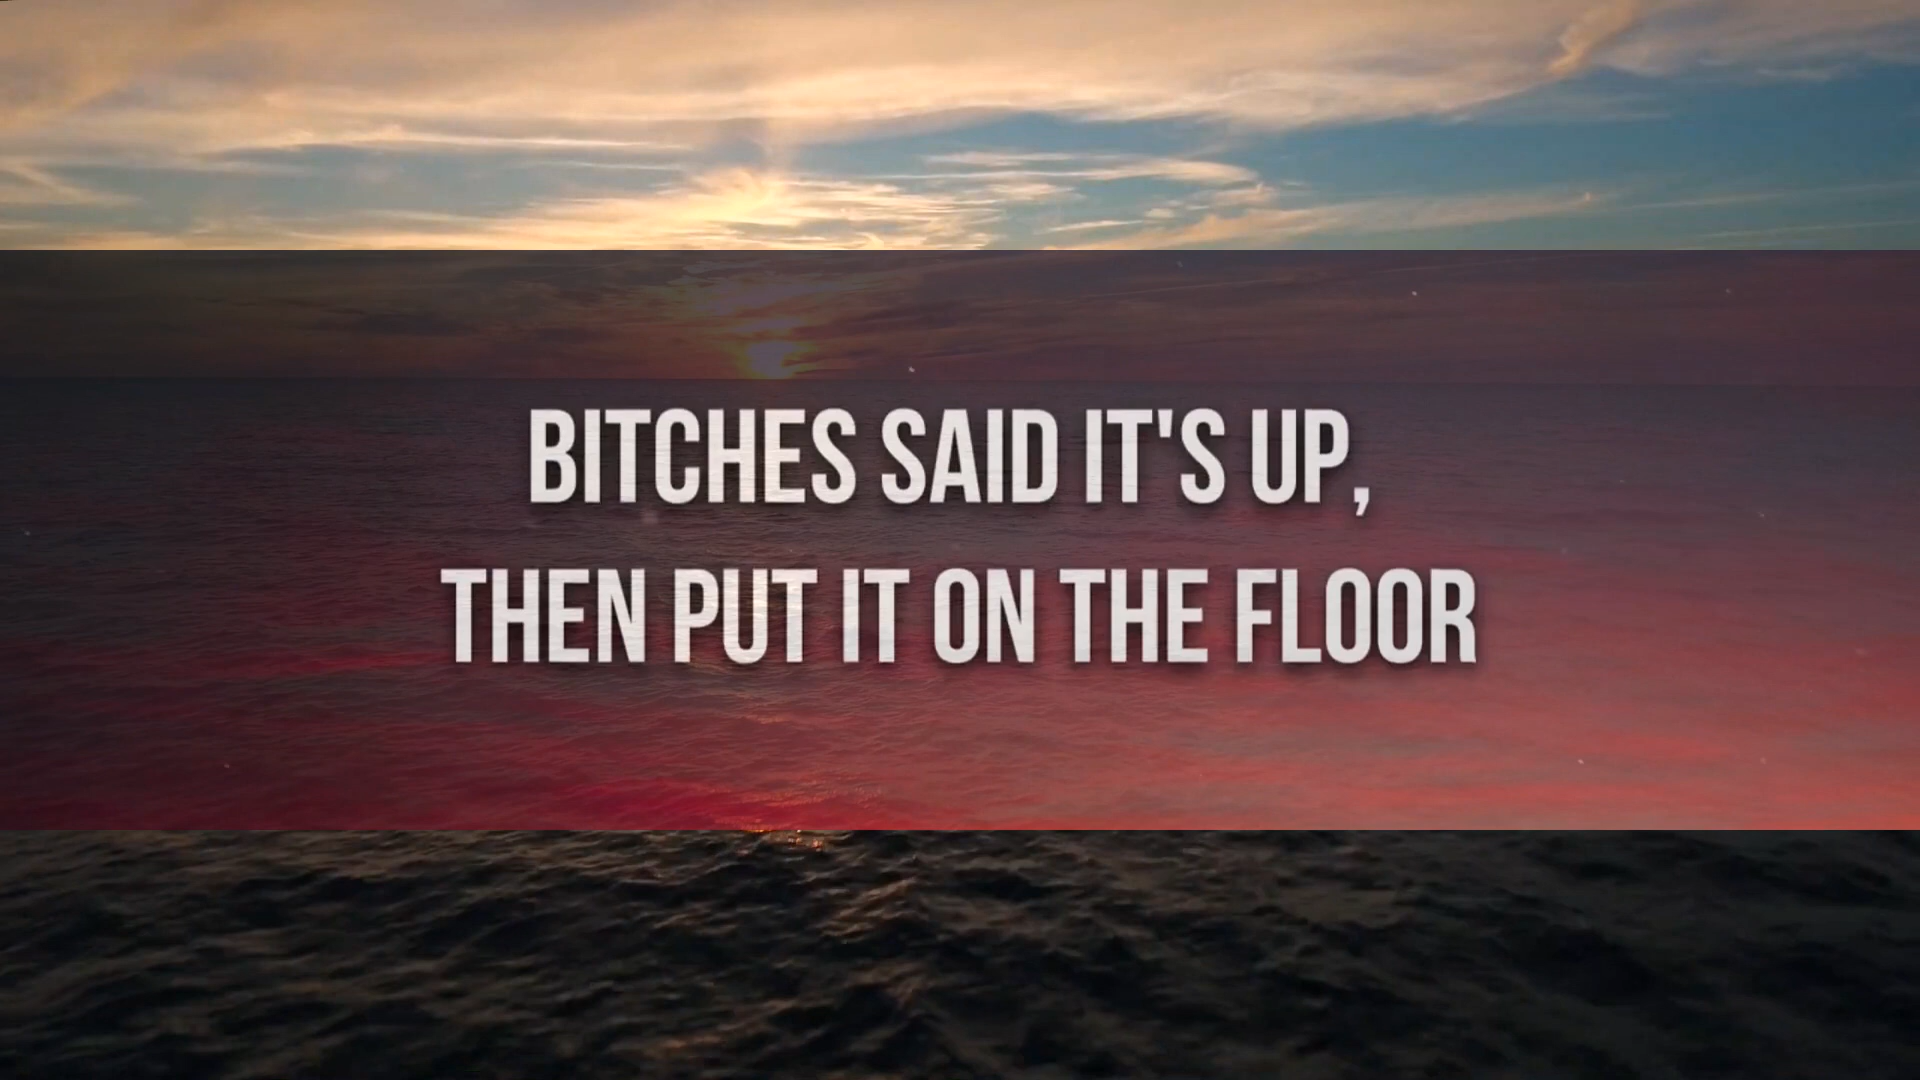 BITCHES SAID IT'S UP,
THEN PUT IT ON THE FLOOR